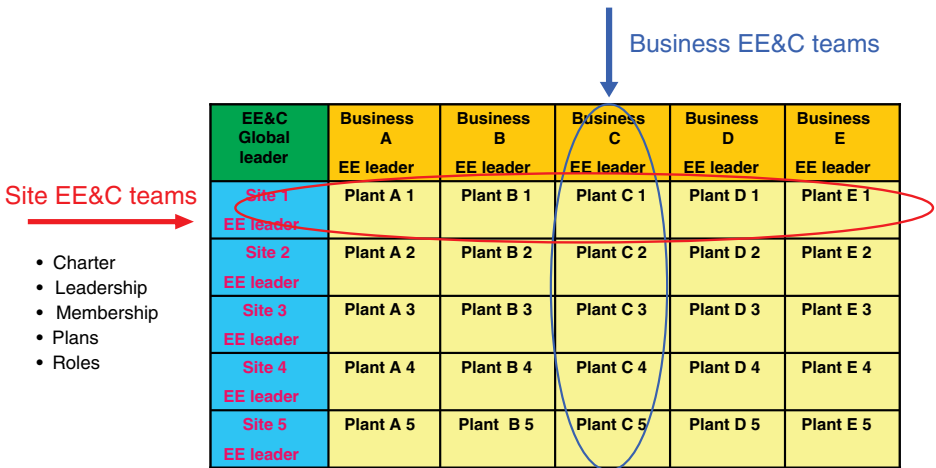 Business EE&C teams
EE&C
Global
leader
Business
A
EE leader
Business
B
EE leader
Business
C
EE leader
Business
D
EE leader
Business
E
EE leader
Site EE&C teams
• Charter
• Leadership
• Membership
• Plans
• Roles
Site 1
EE leader
Plant A 1
Plant B 1
Plant C 1
Plant D 1
Plant E 1
Site 2
EE leader
Plant A 2
Plant B 2
Plant C 2
Plant D 2
Plant E 2
Site 3
EE leader
Plant A 3
Plant B 3
Plant C 3
Plant D 3
Plant E 3
Site 4
EE leader
Plant A 4
Plant B 4
Plant C 4
Plant D 4
Plant E 4
Site 5
EE leader
Plant A 5
Plant B 5
Plant C 5
Plant D 5
Plant E 5